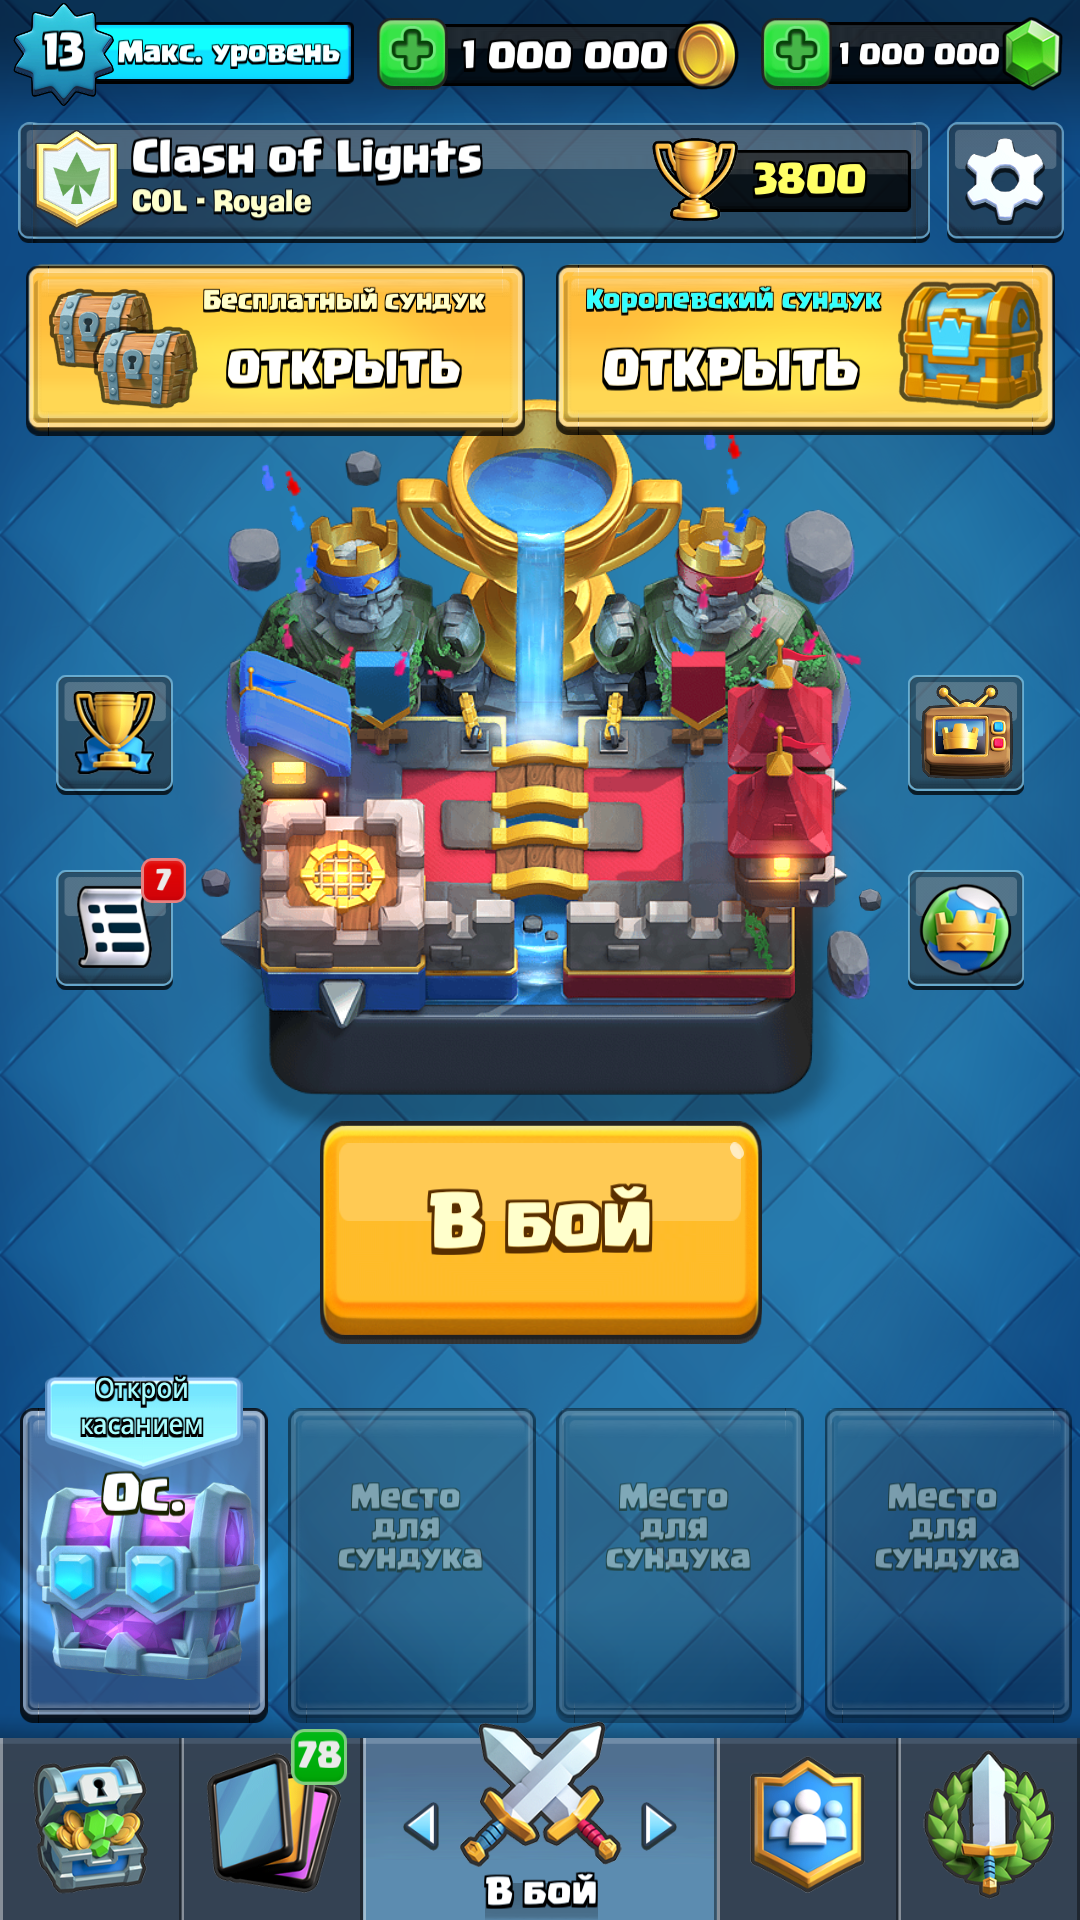 13
Макс. уровень
1 000 000
1 000 000
Clash of Lights
COL - Royale
3800
Бесплатный сундук
ОТКРЫТЬ
Королевский сундук
ОТКРЫТЬ
7
В бой
Открой
касанием
0с.
Место
для
сундука
Место
для
сундука
Место
для
сундука
78
В бой